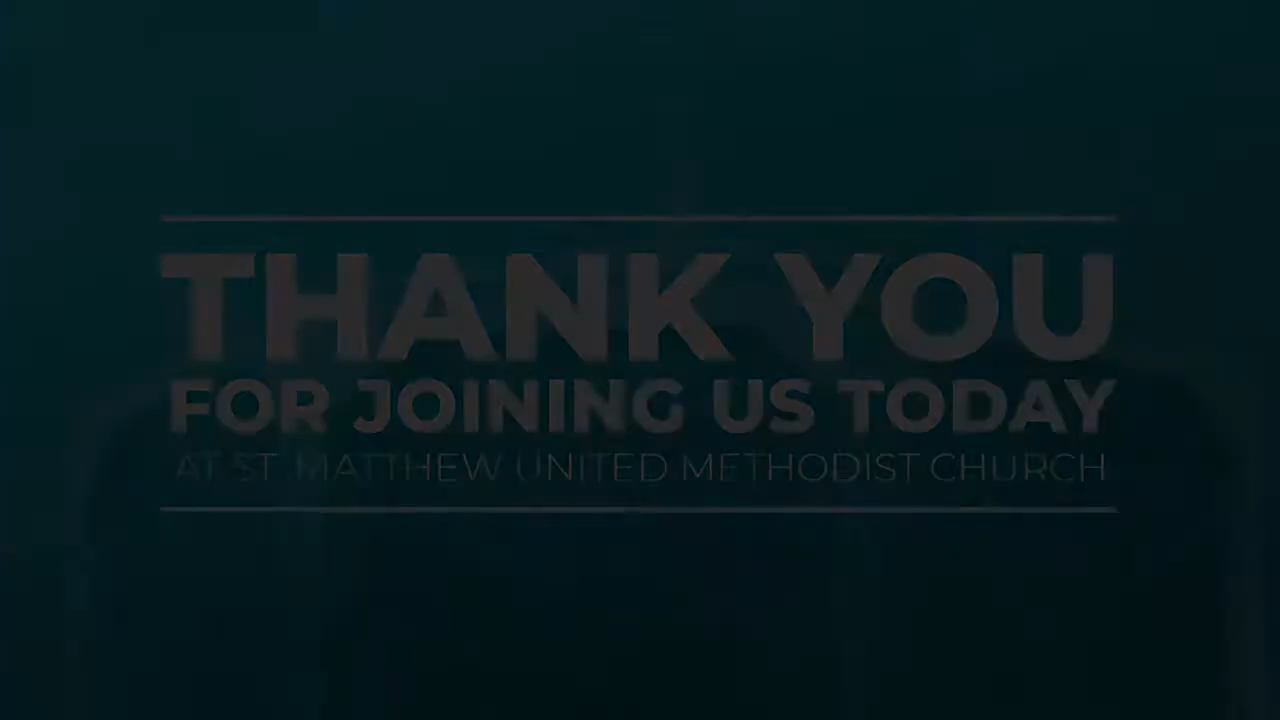 THANK YOU
FOR JOINING US TODAY
AT ST. MATTHEW UNITED METHODIST CHURCH